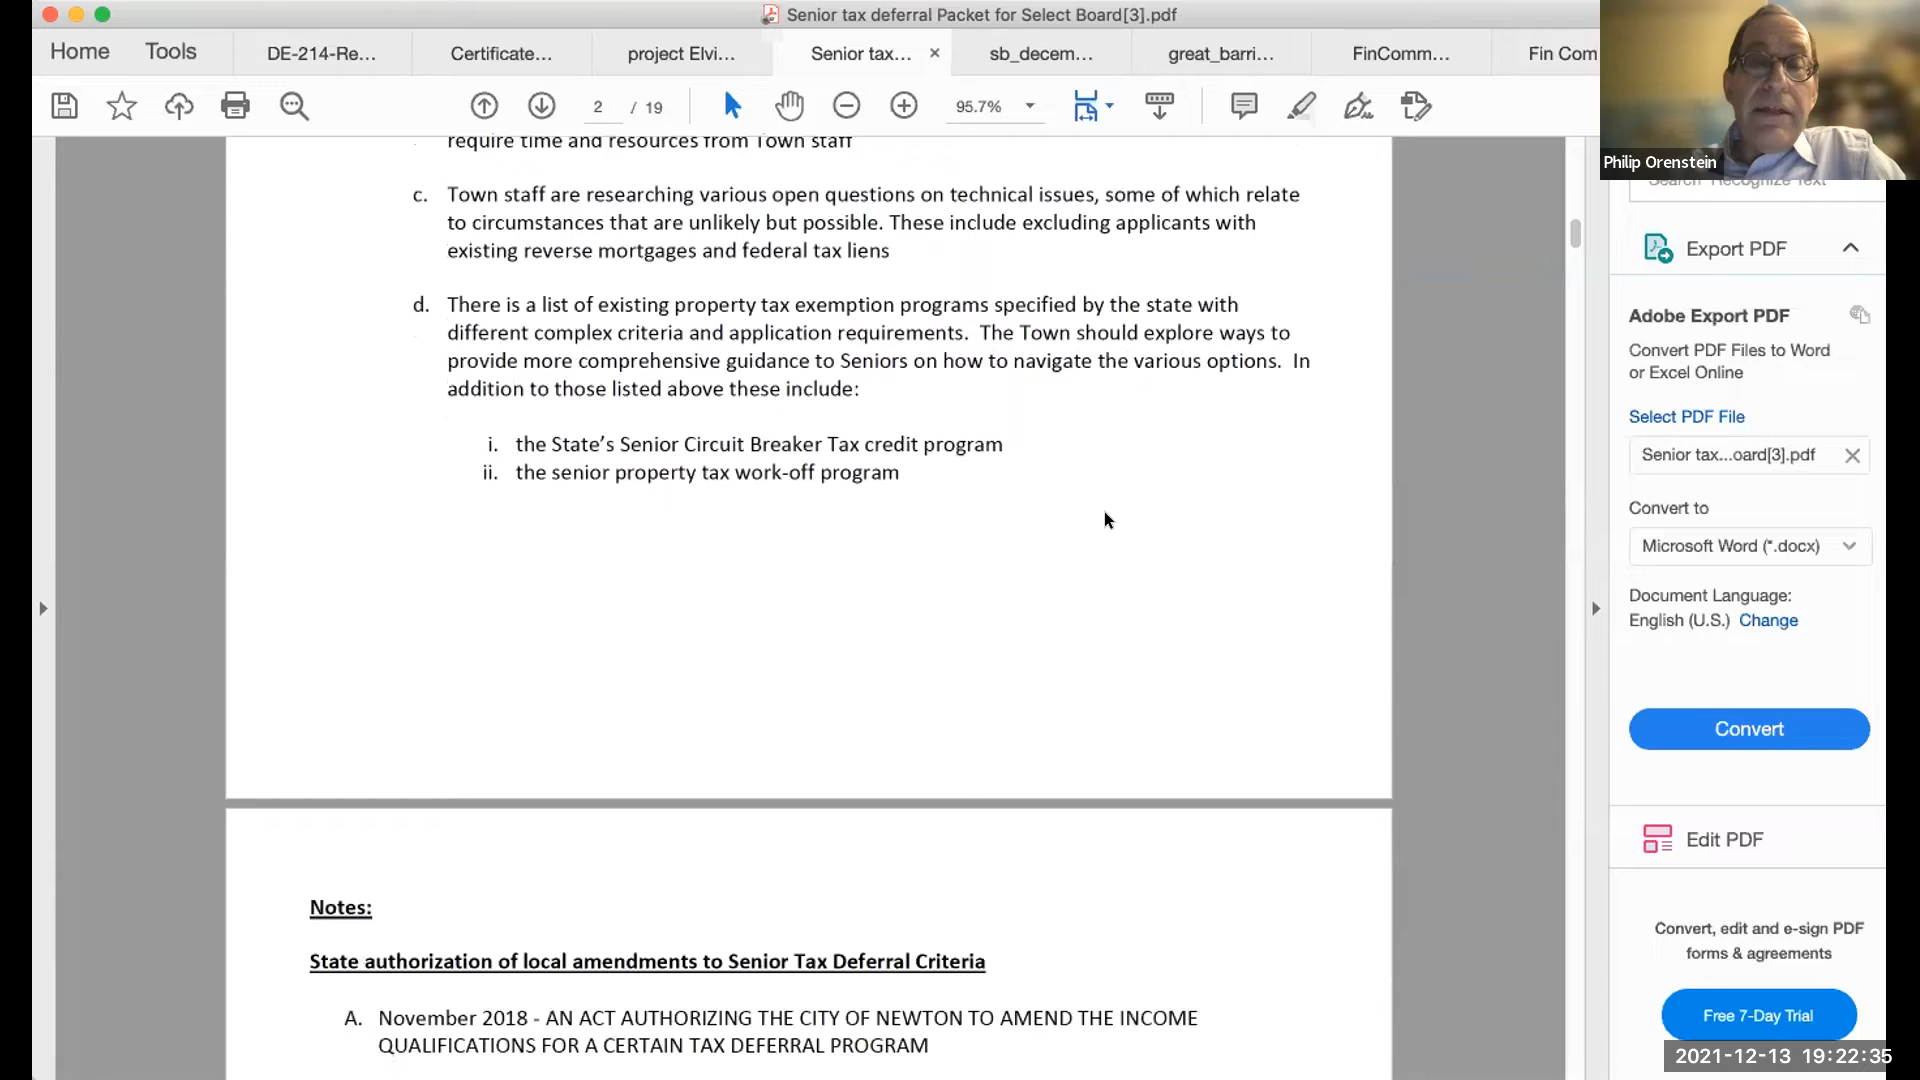 Senior tax deferral Packet for Select Board[3].pdf
Home
Tools
DE-214-Re...
Certificate...
project Elvi...
Senior tax...
sb_decem...
great_barri...
FinComm...
Fin Com
2 / 19
95.7%
Philip Orenstein
Search 'Recognize Text'
require time and resources from Town staff
c. Town staff are researching various open questions on technical issues, some of which relate
to circumstances that are unlikely but possible. These include excluding applicants with
existing reverse mortgages and federal tax liens
d. There is a list of existing property tax exemption programs specified by the state with
different complex criteria and application requirements. The Town should explore ways to
provide more comprehensive guidance to Seniors on how to navigate the various options. In
addition to those listed above these include:
i. the State's Senior Circuit Breaker Tax credit program
ii. the senior property tax work-off program
Notes:
State authorization of local amendments to Senior Tax Deferral Criteria
A. November 2018 - AN ACT AUTHORIZING THE CITY OF NEWTON TO AMEND THE INCOME
QUALIFICATIONS FOR A CERTAIN TAX DEFERRAL PROGRAM
Export PDF
Adobe Export PDF
Convert PDF Files to Word
or Excel Online
Select PDF File
Senior tax...oard[3].pdf
Convert to
Microsoft Word (*.docx)
Document Language:
English (U.S.) Change
Convert
Edit PDF
Convert, edit and e-sign PDF
forms & agreements
Free 7-Day Trial
2021-12-13 19:22:35